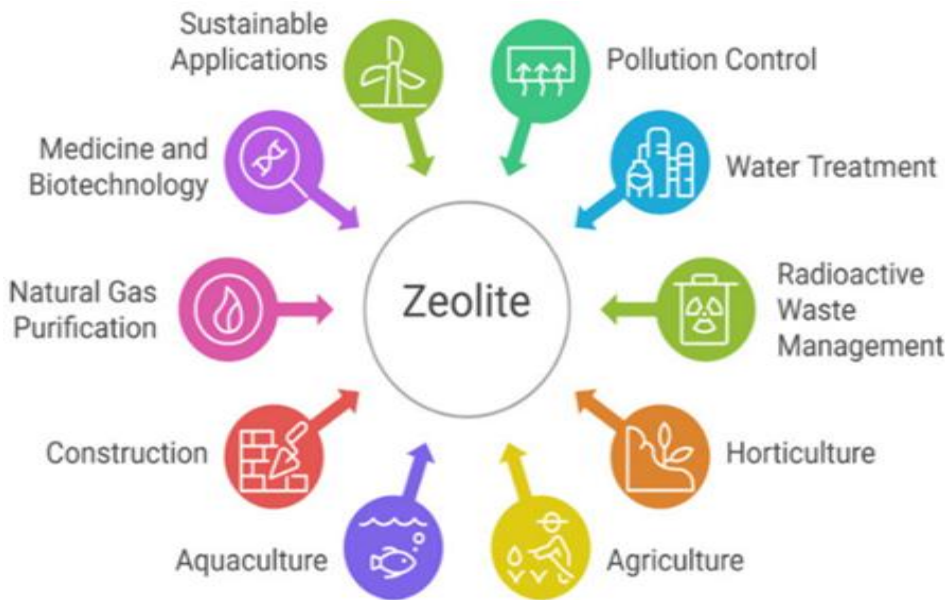 Sustainable
Applications
Pollution Control
Medicine and
Biotechnology
Water Treatment
Natural Gas
Purification
Zeolite
Radioactive
Waste
Management
Construction
Horticulture
Aquaculture
Agriculture